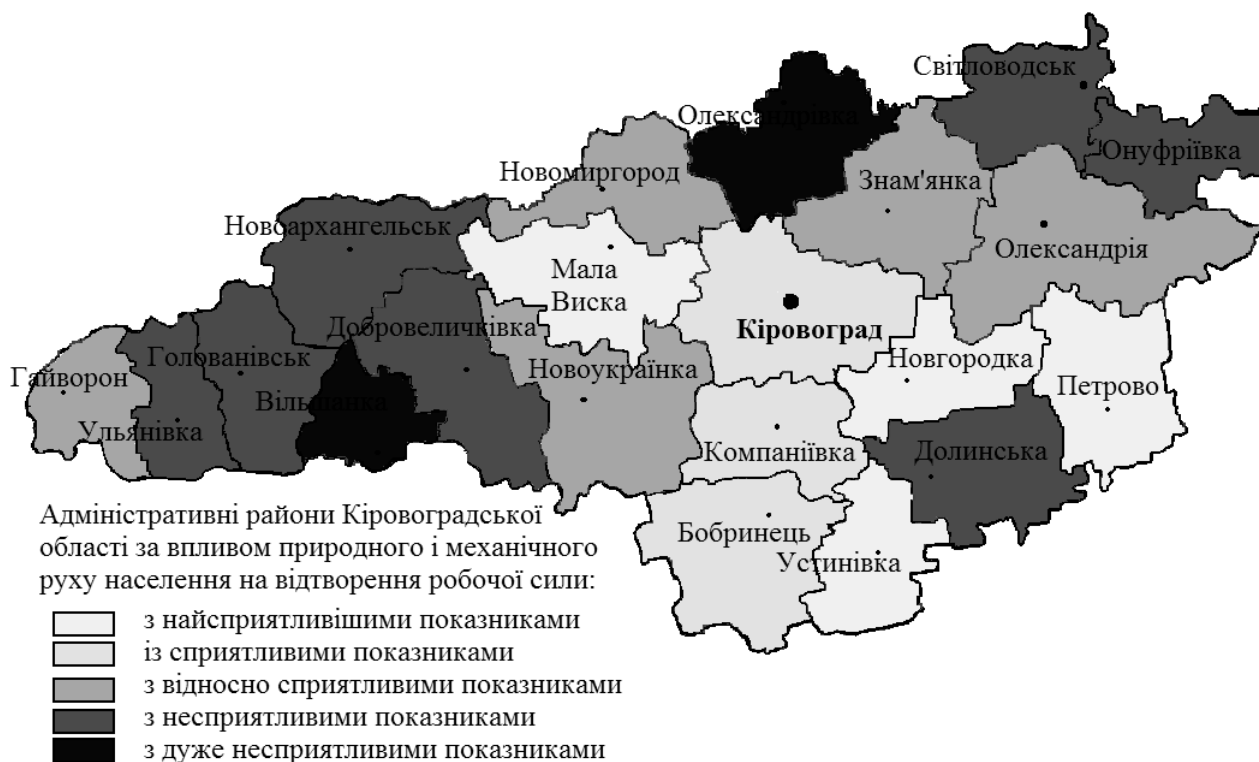 Світловодськ
Олександрівка
Онуфріївка
Новомиргород
Знам'янка
Новоархангельськ
Олександрія
Мала
Виска
Добровеличківка
Кіровоград
Голованівськ
Новгородка
Гайворон
Новоукраїнка
Петрово
Вільшанка
Ульянівка
Компаніївка
Долинська
Бобринець
Устинівка
Адміністративні райони Кіровоградської
області за впливом природного і механічного
руху населення на відтворення робочої сили:
з найсприятливішими показниками
із сприятливими показниками
з відносно сприятливими показниками
з несприятливими показниками
з дуже несприятливими показниками